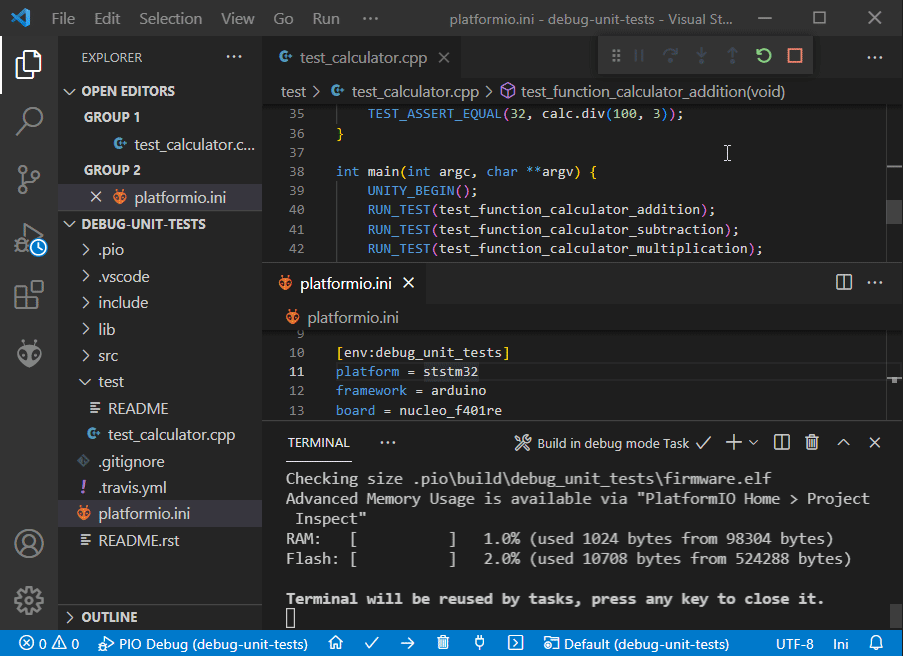 File Edit Selection View Go Run ··· platformio.ini - debug-unit-tests - Visual St...
EXPLORER ···
OPEN EDITORS
GROUP 1
test_calculator.c...
GROUP 2
platformio.ini
DEBUG-UNIT-TESTS
.pio
.vscode
include
lib
src
test
README
test_calculator.cpp
.gitignore
.travis.yml
platformio.ini
README.rst
OUTLINE
test_calculator.cpp
test > test_calculator.cpp > test_function_calculator_addition(void)
35 TEST_ASSERT_EQUAL(32, calc.div(100, 3));
36 }
37
38 int main(int argc, char **argv) {
39 UNITY_BEGIN();
40 RUN_TEST(test_function_calculator_addition);
41 RUN_TEST(test_function_calculator_subtraction);
42 RUN_TEST(test_function_calculator_multiplication);
platformio.ini
platformio.ini
9
10 [env:debug_unit_tests]
11 platform = ststm32
12 framework = arduino
13 board = nucleo_f401re
TERMINAL ··· Build in debug mode Task
Checking size .pio\build\debug_unit_tests\firmware.elf
Advanced Memory Usage is available via "PlatformIO Home > Project
Inspect"
RAM: [ ] 1.0% (used 1024 bytes from 98304 bytes)
Flash: [ ] 2.0% (used 10708 bytes from 524288 bytes)
Terminal will be reused by tasks, press any key to close it.
0 0 PIO Debug (debug-unit-tests) Default (debug-unit-tests) UTF-8 Ini